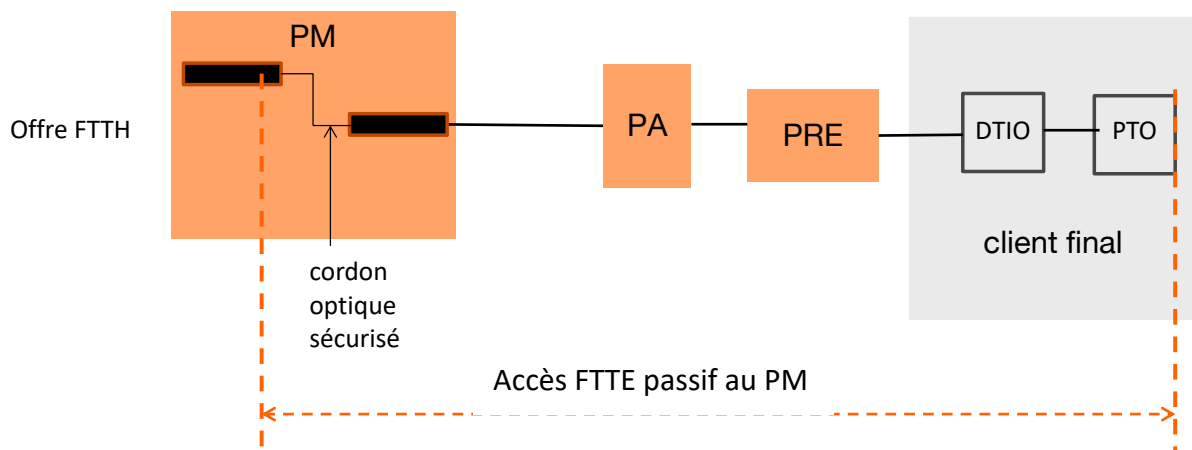 PM
Offre FTTH
PA
PRE
DTIO
PTO
client final
cordon
optique
sécurisé
Accès FTTE passif au PM